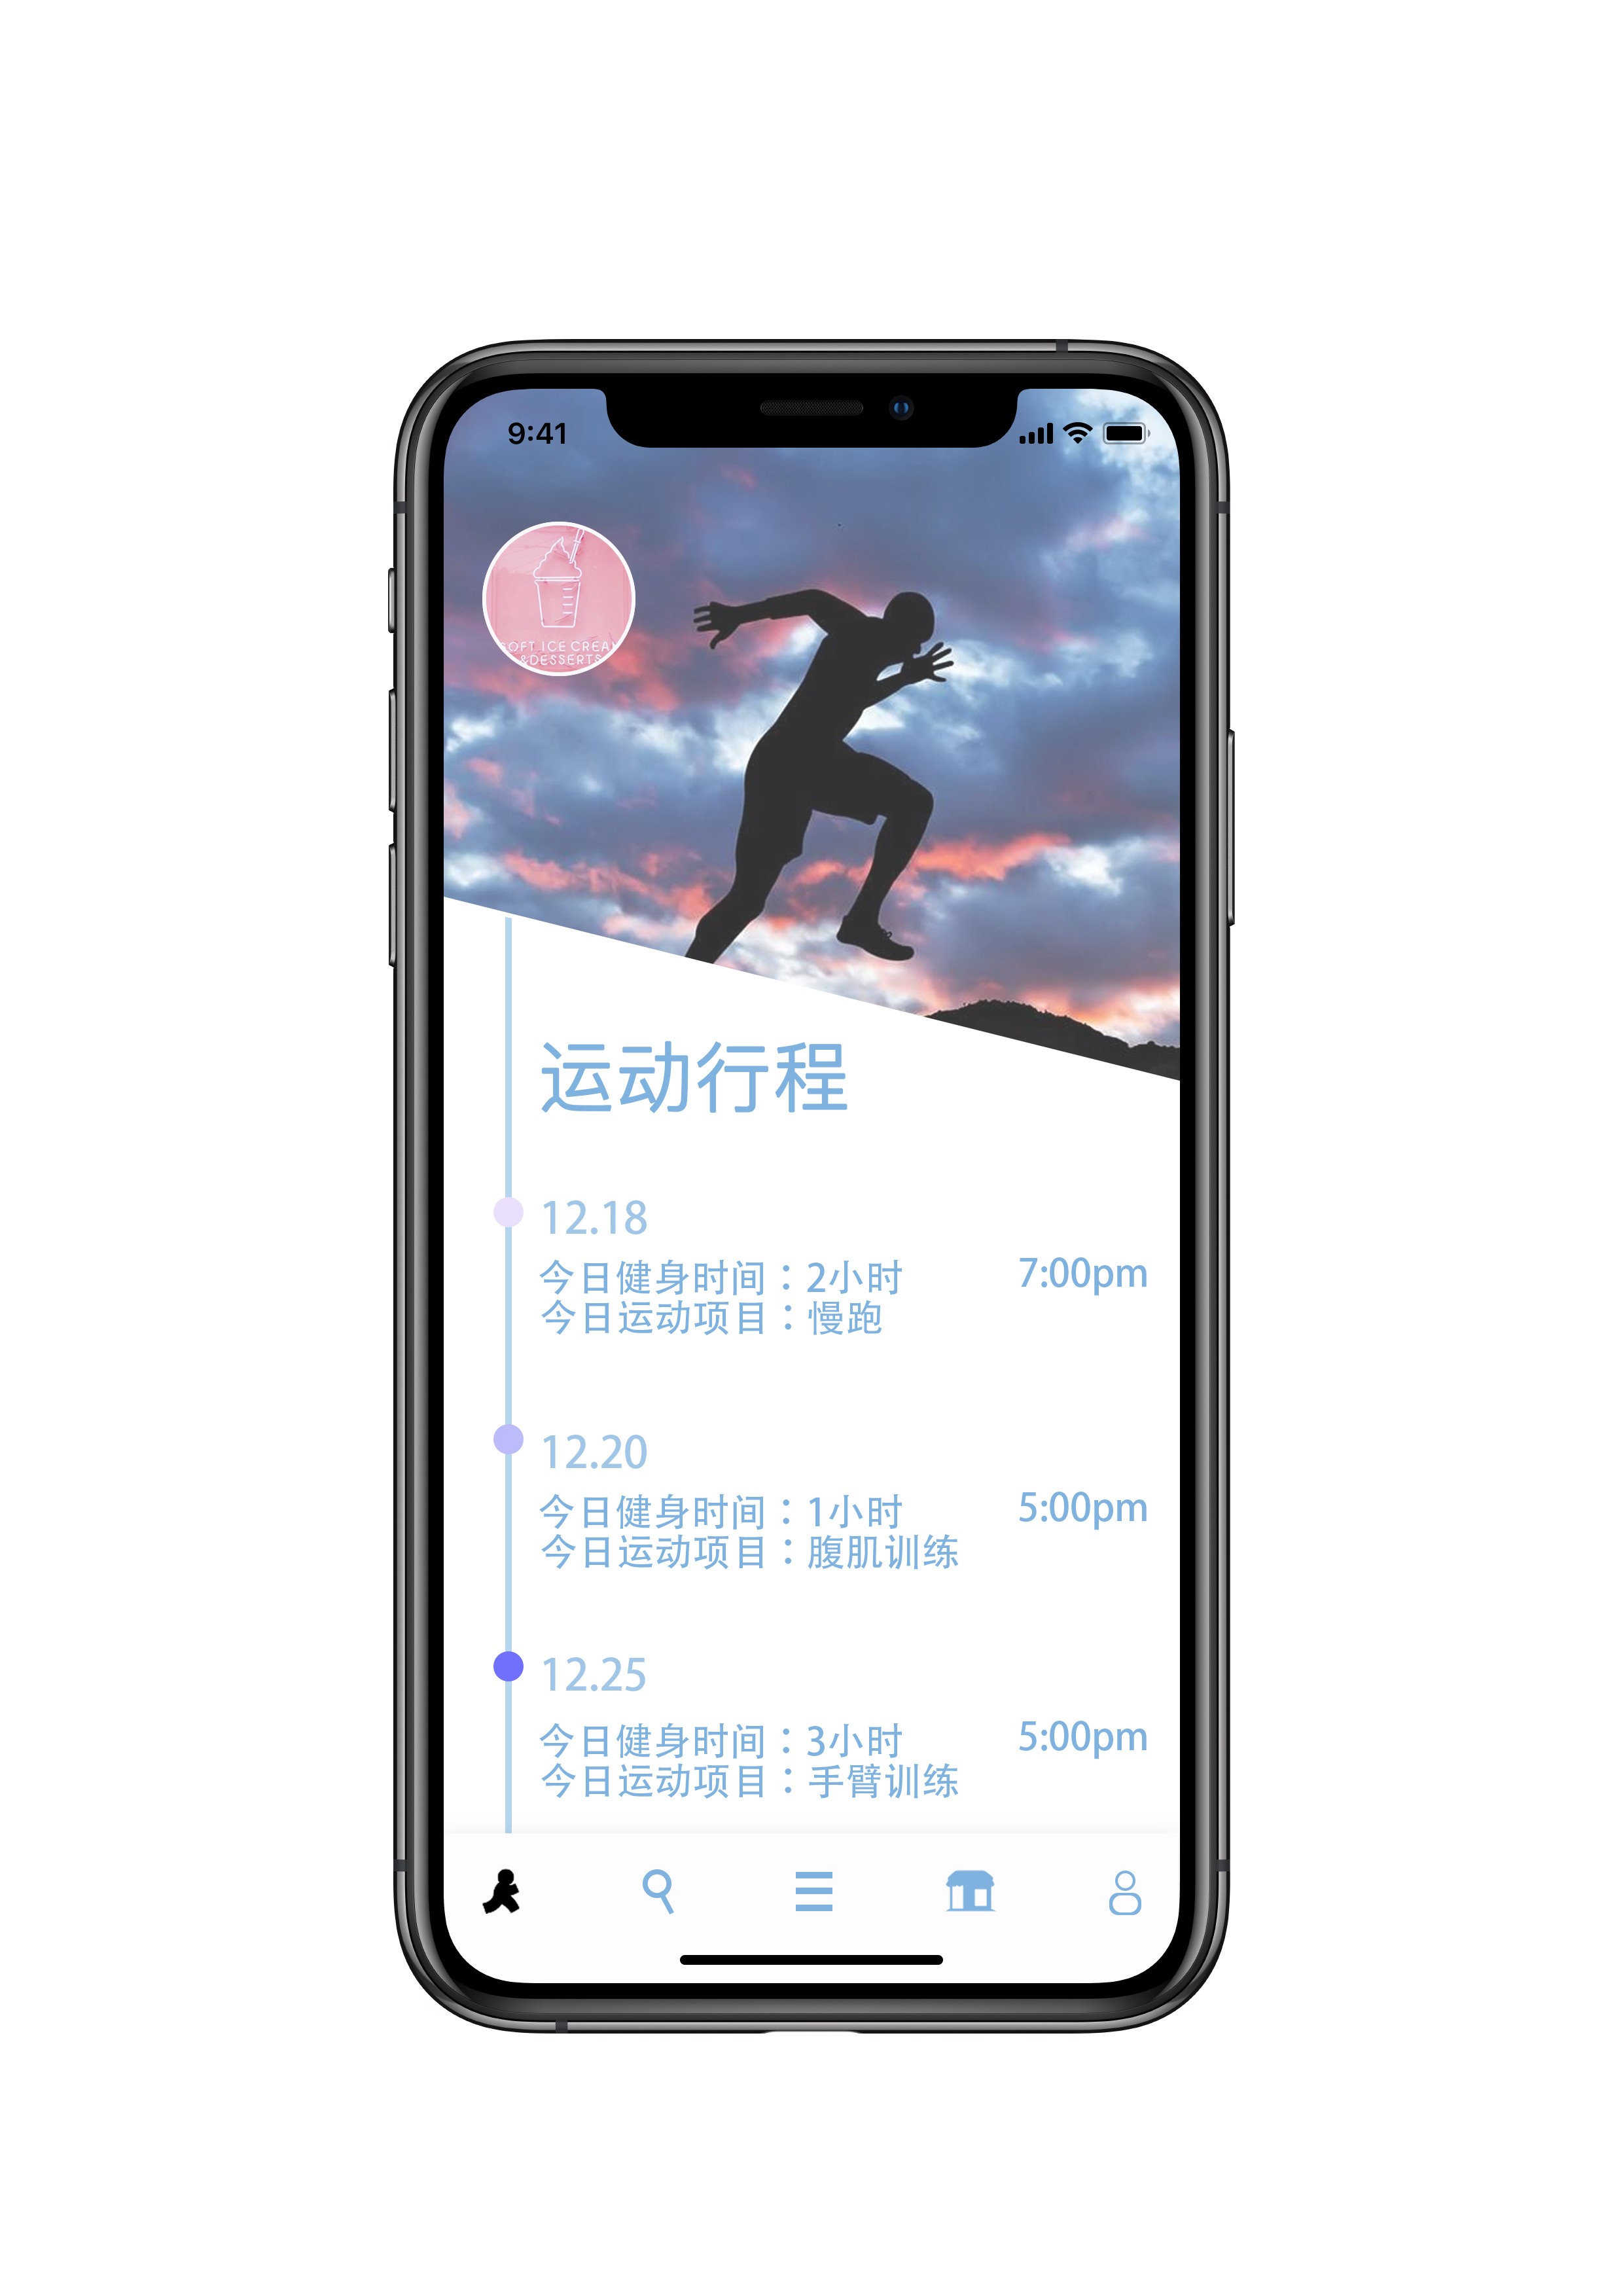 9:41
SOFT ICE CREAM
&DESSERTS
运动行程
12.18
今日健身时间：2小时 7:00pm
今日运动项目：慢跑
12.20
今日健身时间：1小时 5:00pm
今日运动项目：腹肌训练
12.25
今日健身时间：3小时 5:00pm
今日运动项目：手臂训练